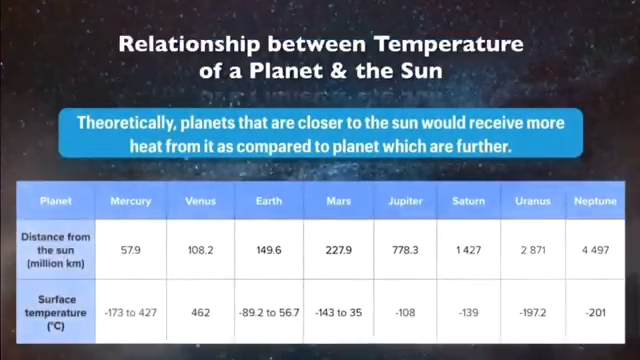 Relationship between Temperature
of a Planet & the Sun
Theoretically, planets that are closer to the sun would receive more
heat from it as compared to planet which are further.
Planet Mercury Venus Earth Mars Jupiter Saturn Uranus Neptune
Distance from
the sun
(million km)
57.9 108.2 149.6 227.9 778.3 1 427 2 871 4 497
Surface
temperature
(°C)
-173 to 427 462 -89.2 to 56.7 -143 to 35 -108 -139 -197.2 -201